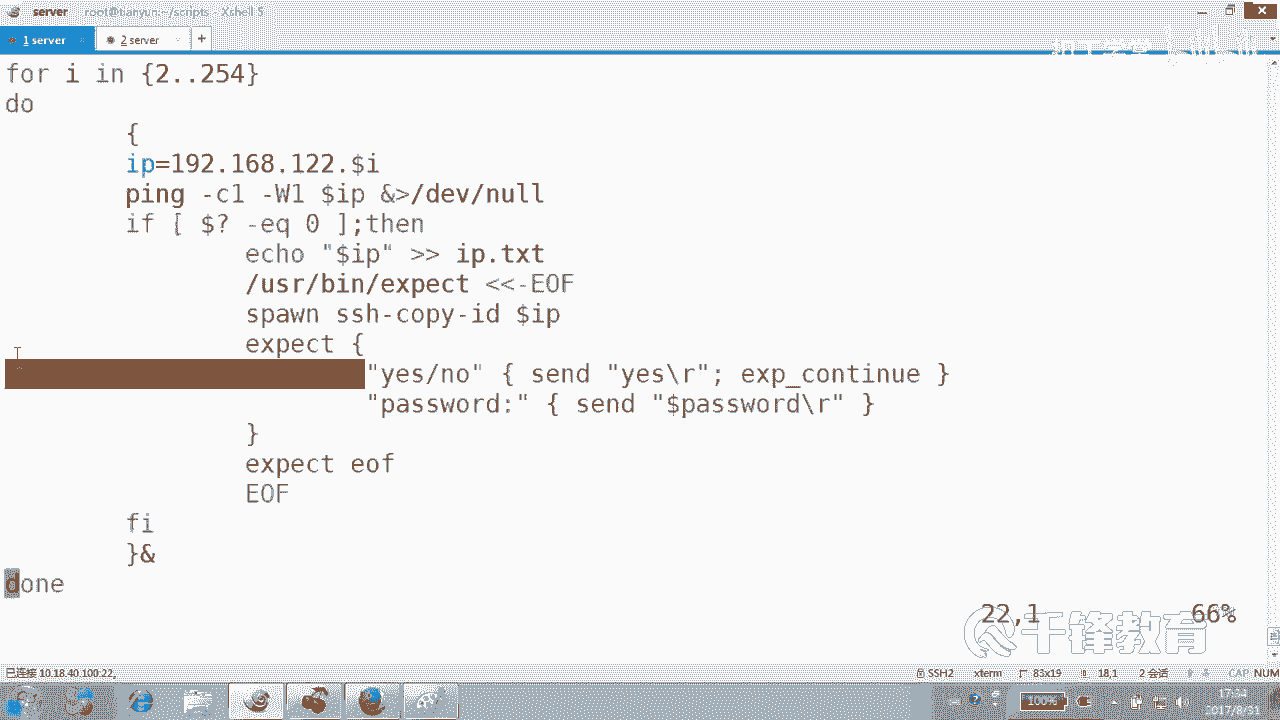 server root@tianyun:~/scripts - Xshell 5
1 server 2 server +
for i in {2..254}
do
{
ip=192.168.122.$i
ping -c1 -W1 $ip &>/dev/null
if [ $? -eq 0 ];then
echo "$ip" >> ip.txt
/usr/bin/expect <<-EOF
spawn ssh-copy-id $ip
expect {
"yes/no" { send "yes\r"; exp_continue }
"password:" { send "$password\r" }
}
expect eof
EOF
fi
}&
done
22,1 66%
千锋教育
已连接 10.18.40.100:22。 SSH2 xterm 83x19 18,1 2 会话 CAP NUM
100%
2017/8/31